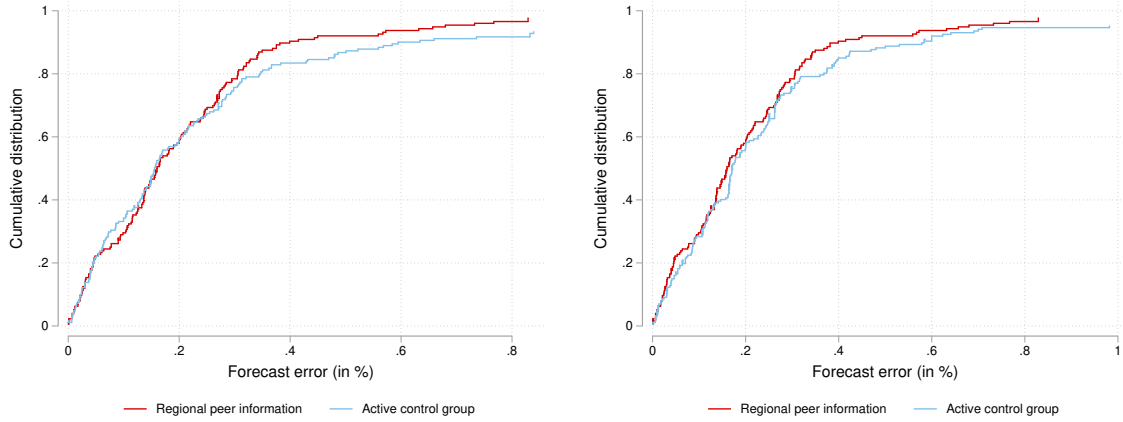 Cumulative distribution
1
.8
.6
.4
.2
0
0 .2 .4 .6 .8
Forecast error (in %)
Regional peer information Active control group
Cumulative distribution
1
.8
.6
.4
.2
0
0 .2 .4 .6 .8 1
Forecast error (in %)
Regional peer information Active control group